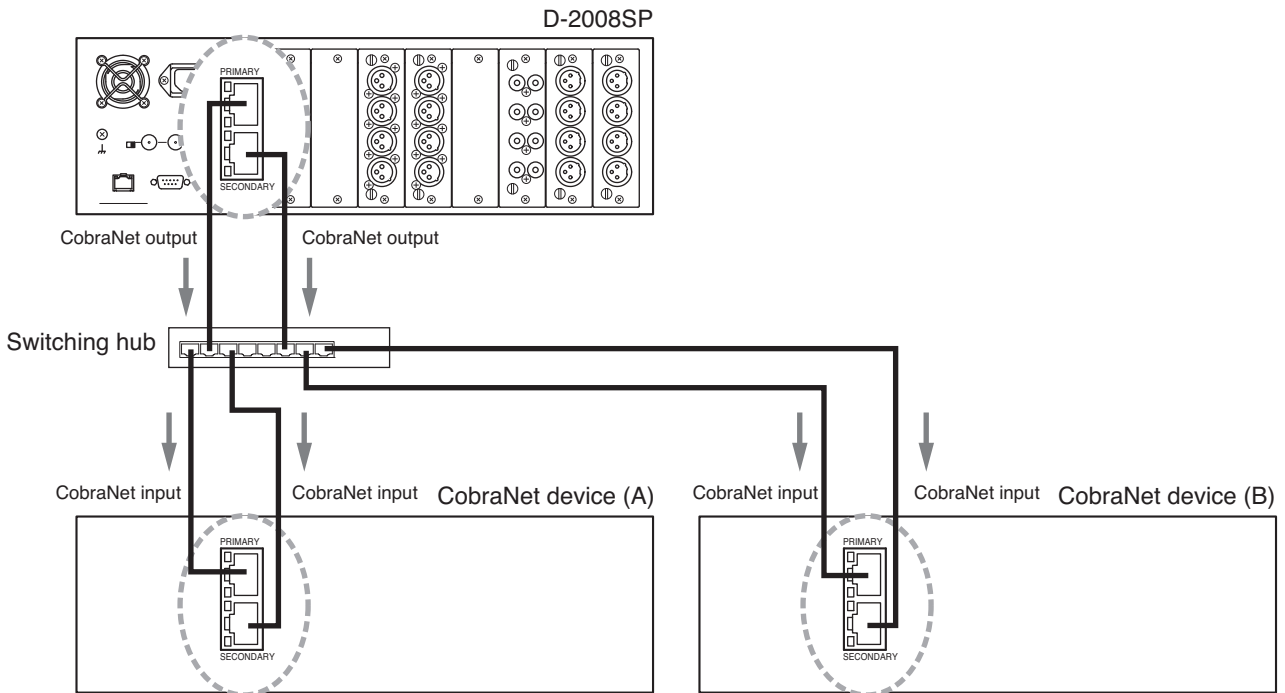 D-2008SP
PRIMARY
SECONDARY
CobraNet output
CobraNet output
Switching hub
CobraNet input
CobraNet input
CobraNet device (A)
CobraNet input
CobraNet input
CobraNet device (B)
PRIMARY
SECONDARY
PRIMARY
SECONDARY